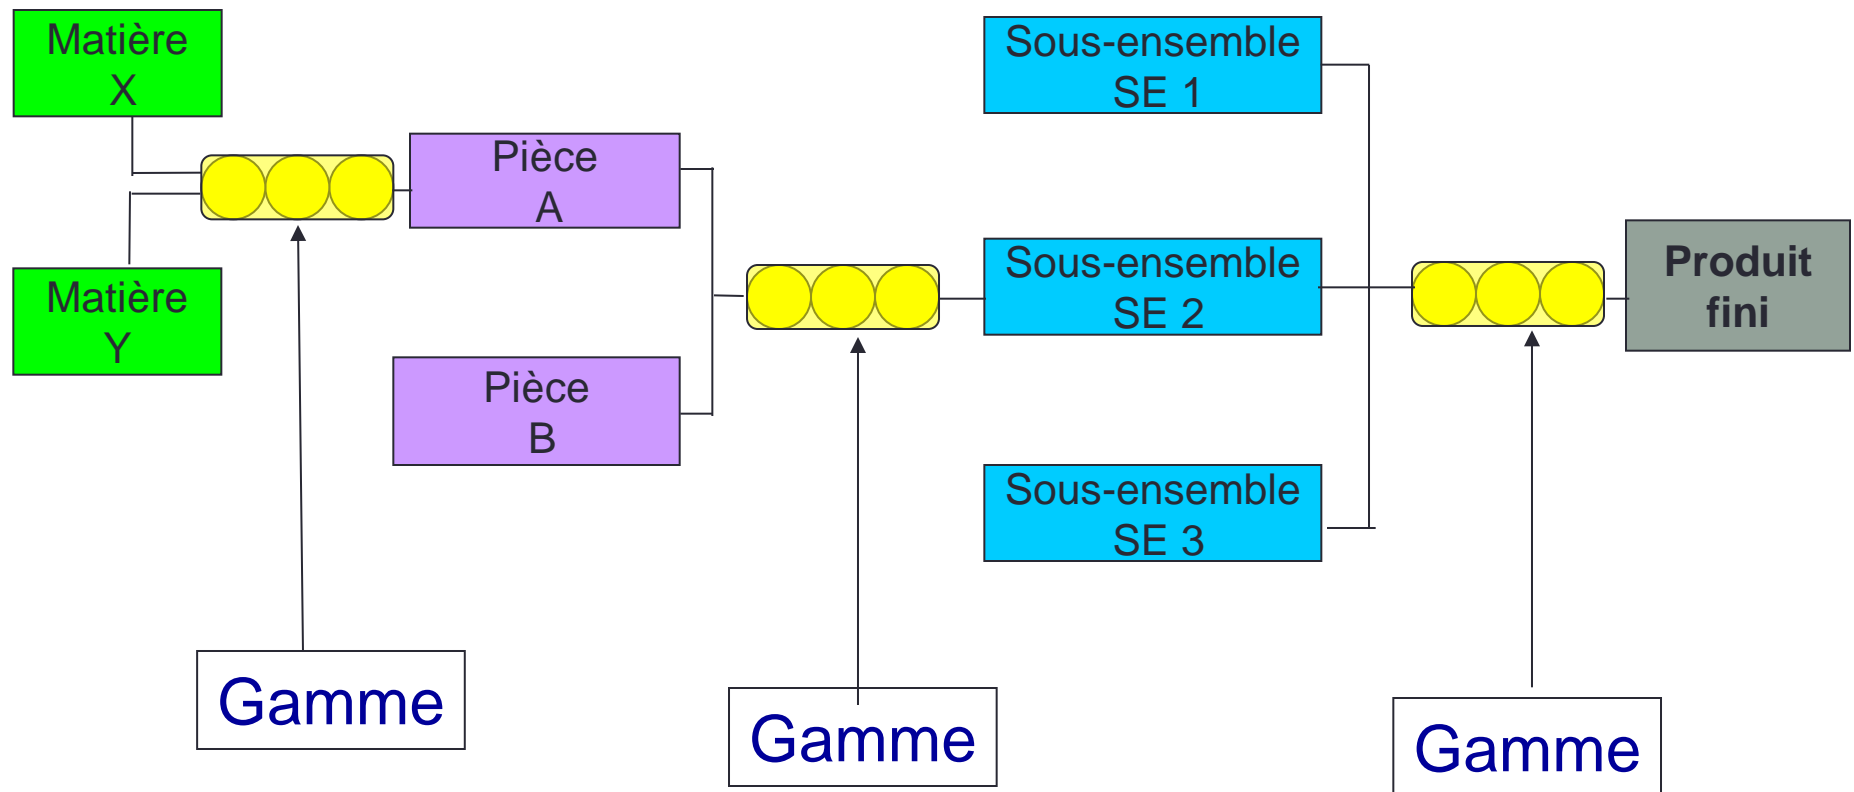 Matière
X
Matière
Y
Pièce
A
Pièce
B
Sous-ensemble
SE 1
Sous-ensemble
SE 2
Sous-ensemble
SE 3
Produit
fini
Gamme
Gamme
Gamme